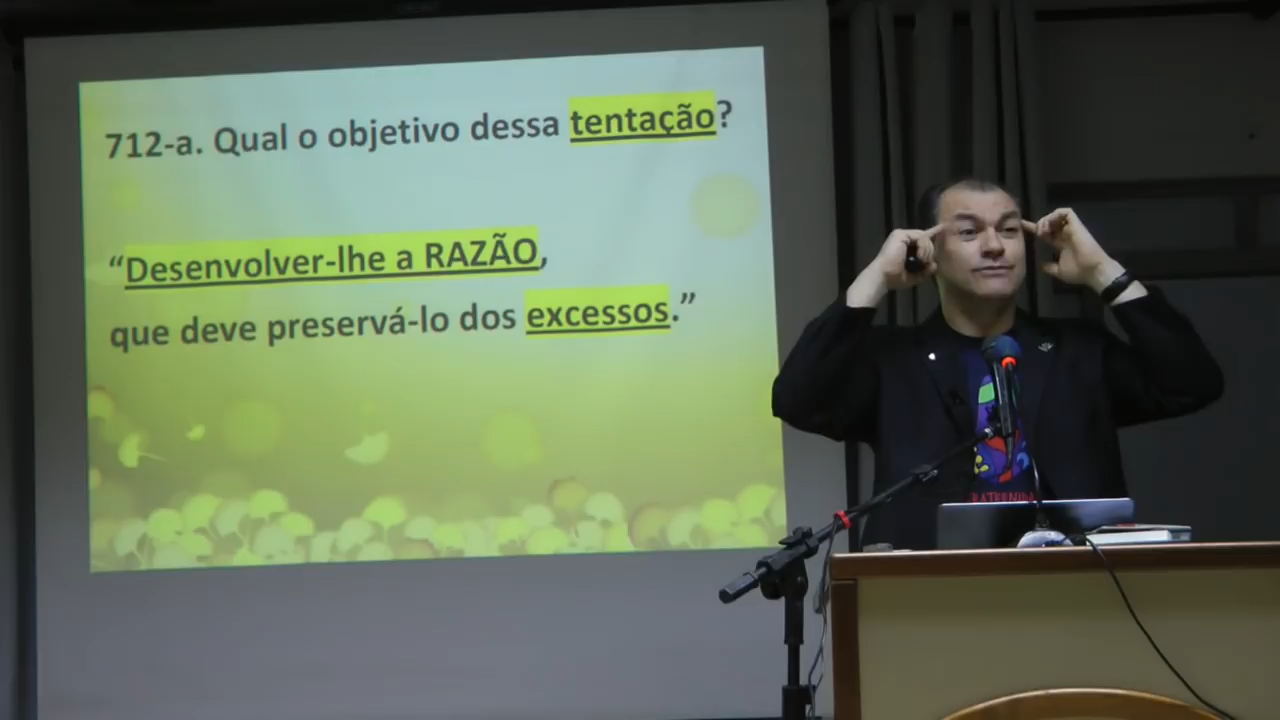 712-a. Qual o objetivo dessa tentação?
“Desenvolver-lhe a RAZÃO,
que deve preservá-lo dos excessos.”